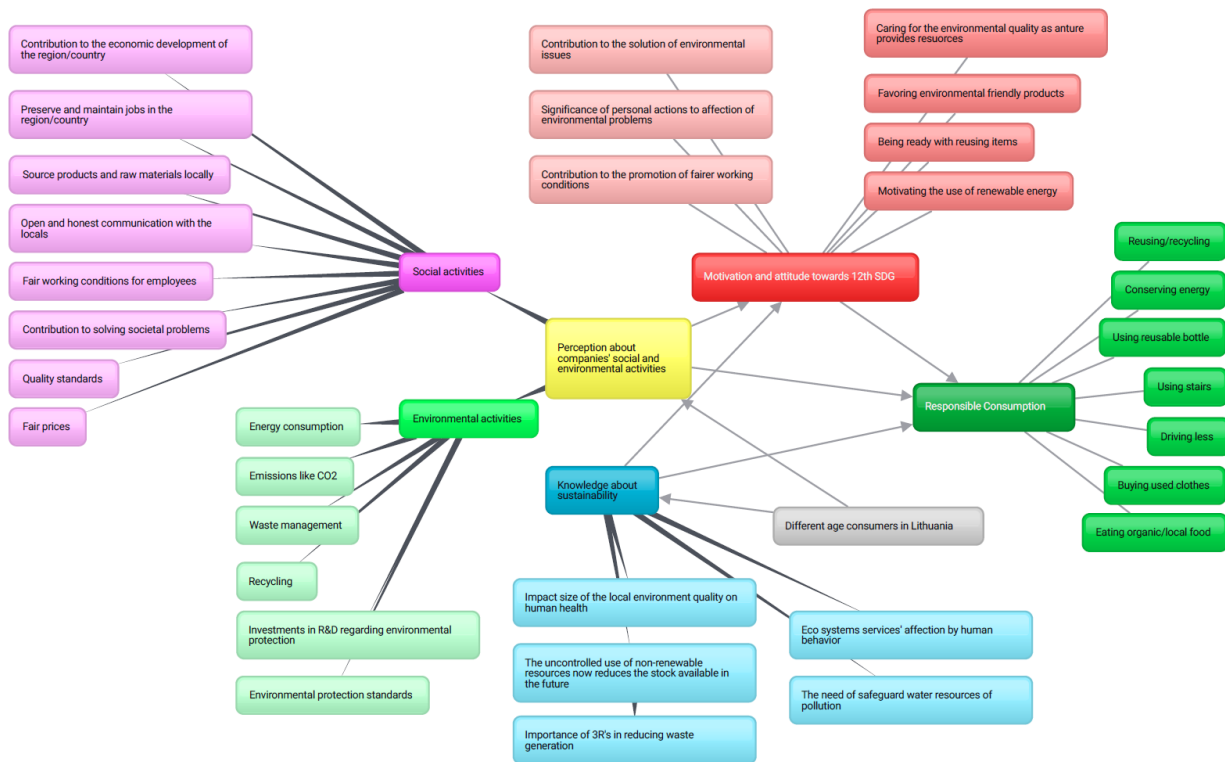 Contribution to the economic development of
the region/country
Preserve and maintain jobs in the
region/country
Source products and raw materials locally
Open and honest communication with the
locals
Fair working conditions for employees
Contribution to solving societal problems
Quality standards
Fair prices
Social activities
Contribution to the solution of environmental
issues
Significance of personal actions to affection of
environmental problems
Contribution to the promotion of fairer working
conditions
Caring for the environmental quality as anture
provides resuorces
Favoring environmental friendly products
Being ready with reusing items
Motivating the use of renewable energy
Motivation and attitude towards 12th SDG
Perception about
companies' social and
environmental activities
Environmental activities
Energy consumption
Emissions like CO2
Waste management
Recycling
Investments in R&D regarding environmental
protection
Environmental protection standards
Knowledge about
sustainability
Different age consumers in Lithuania
Impact size of the local environment quality on
human health
The uncontrolled use of non-renewable
resources now reduces the stock available in
the future
Importance of 3R's in reducing waste
generation
Eco systems services' affection by human
behavior
The need of safeguard water resources of
pollution
Responsible Consumption
Reusing/recycling
Conserving energy
Using reusable bottle
Using stairs
Driving less
Buying used clothes
Eating organic/local food